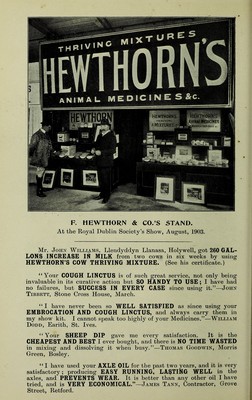 THRIVING MIXTURES
HEWTHORN'S
ANIMAL MEDICINES &c.
F. HEWTHORN & CO.'S STAND.
At the Royal Dublin Society's Show, August, 1902.
Mr. JOHN WILLIAMS, Lleudyddyn Llanasa, Holywell, got 260 GAL-
LONS INCREASE IN MILK from two cows in six weeks by using
HEWTHORN'S COW THRIVING MIXTURE. (See his certificate.)
"Your COUGH LINCTUS is of such great service, not only being
invaluable in its curative action but SO HANDY TO USE; I have had
no failures, but SUCCESS IN EVERY CASE since using it."—JOHN
TIBBETT, Stone Cross House, March.
"I have never been so WELL SATISFIED as since using your
EMBROCATION AND COUGH LINCTUS, and always carry them in
my show kit. I cannot speak too highly of your Medicines."—WILLIAM
DODD, Earith, St. Ives.
"Your SHEEP DIP gave me every satisfaction. It is the
CHEAPEST AND BEST I ever bought, and there is NO TIME WASTED
in mixing and dissolving it when busy."—THOMAS GOODWIN, Morris
Green, Bosley.
"I have used your AXLE OIL for the past two years, and it is very
satisfactory; producing EASY RUNNING, LASTING WELL in the
axles, and PREVENTS WEAR. It is better than any other oil I have
tried, and is VERY ECONOMICAL."—JAMES TANN, Contractor, Grove
Street, Retford.